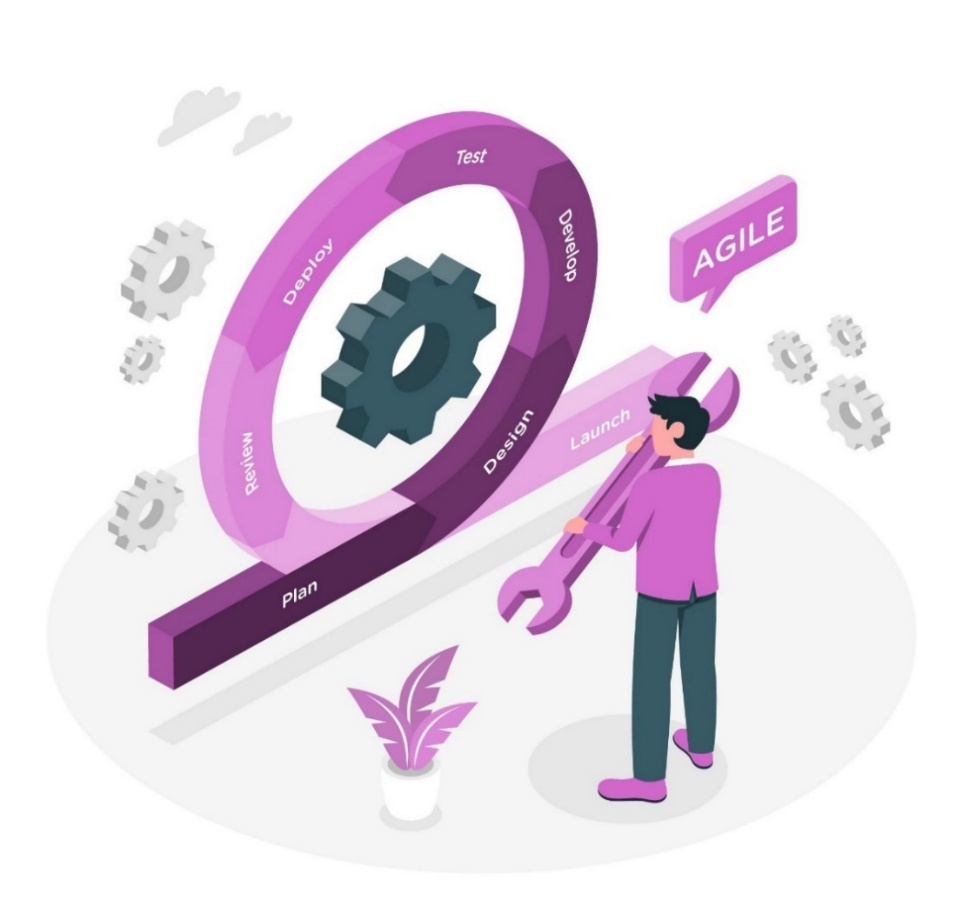 Test
AGILE
Develop
Deploy
Launch
Design
Review
Plan